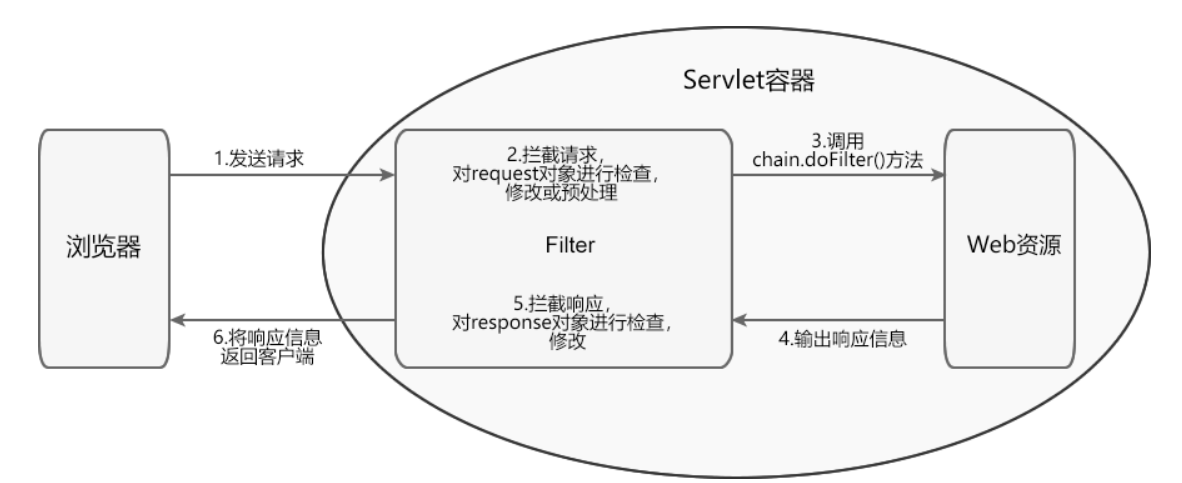 Servlet容器
1.发送请求
2.拦截请求，
对request对象进行检查，
修改或预处理
3.调用
chain.doFilter()方法
浏览器
Filter
Web资源
5.拦截响应，
对response对象进行检查，
修改
6.将响应信息
返回客户端
4.输出响应信息